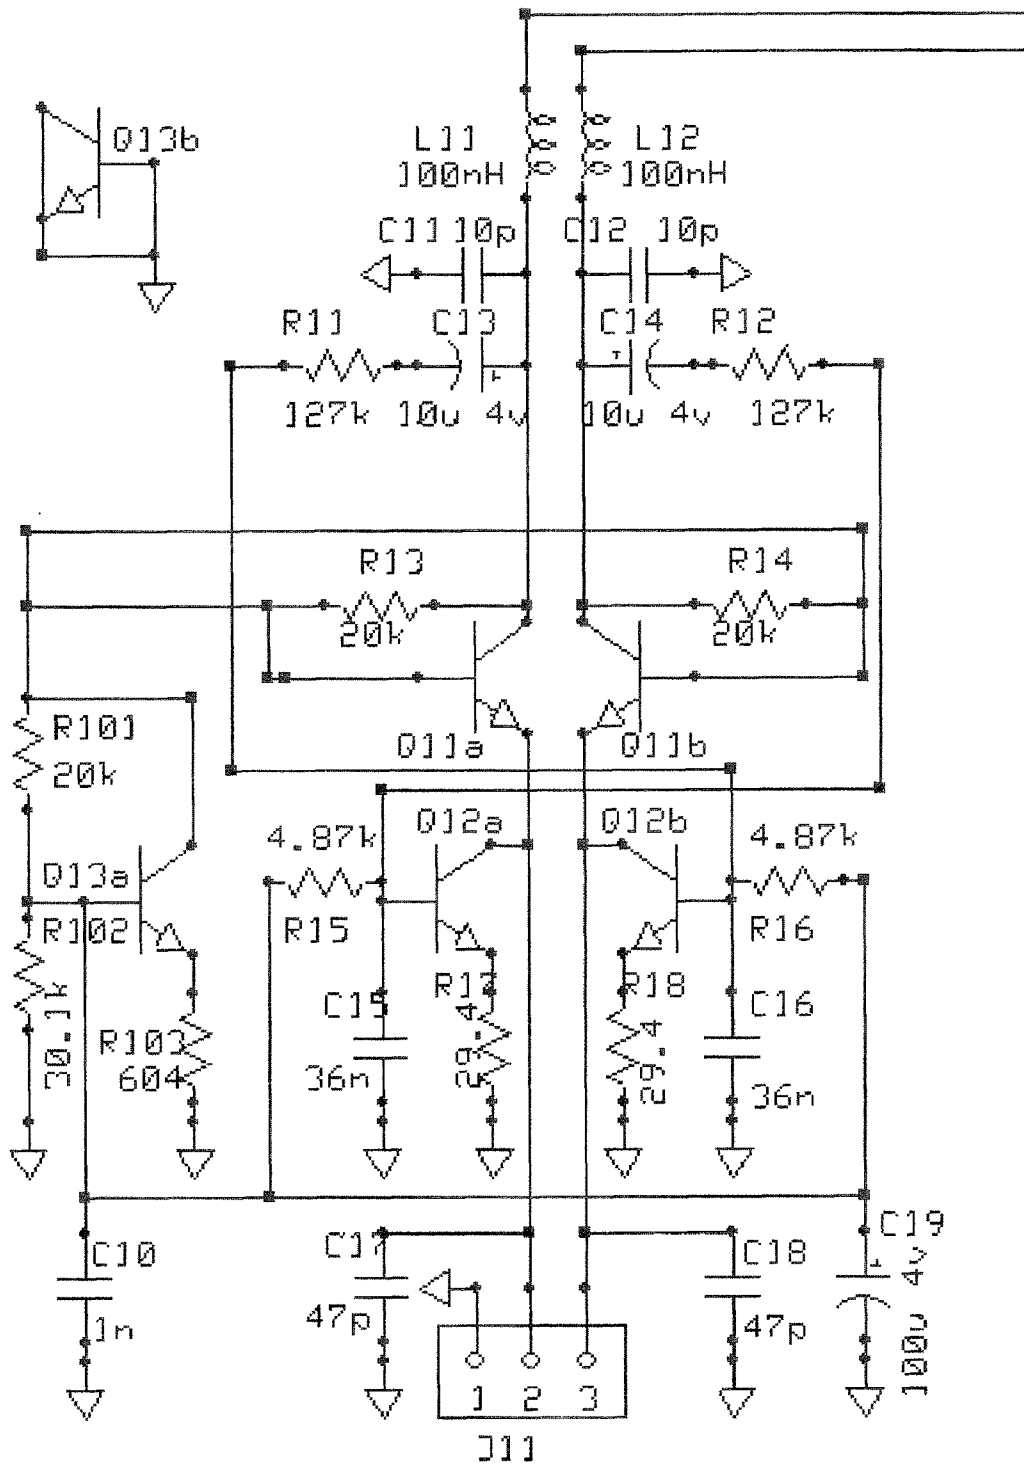 Q13b
L11
L12
100nH
100nH
C11 10p
C12 10p
R11
C13
C14
R12
127k
10u 4v
10u 4v
127k
R13
R14
20k
20k
Q11a
Q11b
R101
20k
Q12a
Q12b
4.87k
4.87k
Q13a
R102
R15
R16
R17
R18
30.1k
C15
C16
R103
604
29.4
29.4
36n
36n
C10
C17
C18
C19
1n
47p
47p
100u 4v
1 2 3
J11